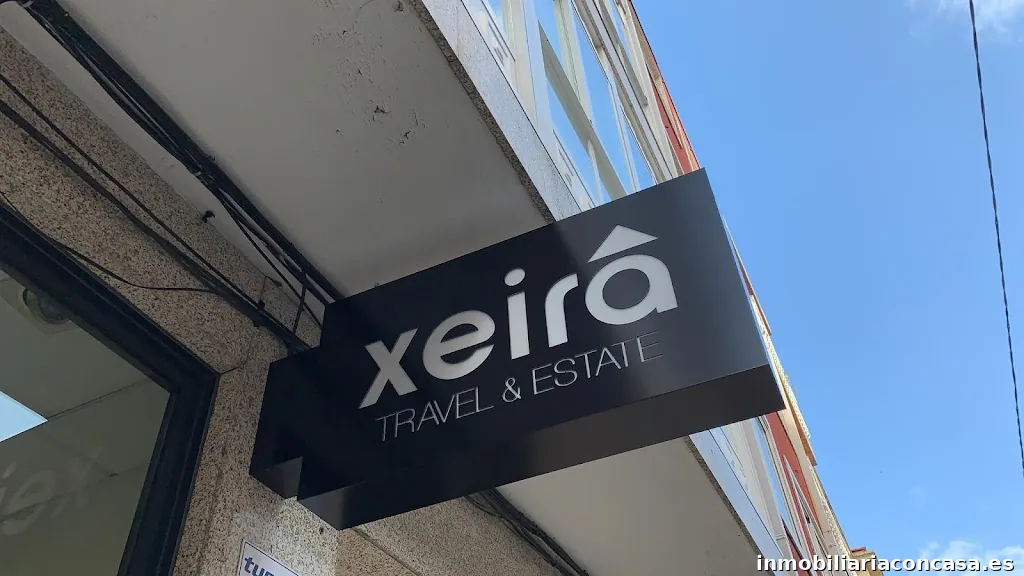 xeirâ
TRAVEL & ESTATE
inmobiliariaconcasa.es